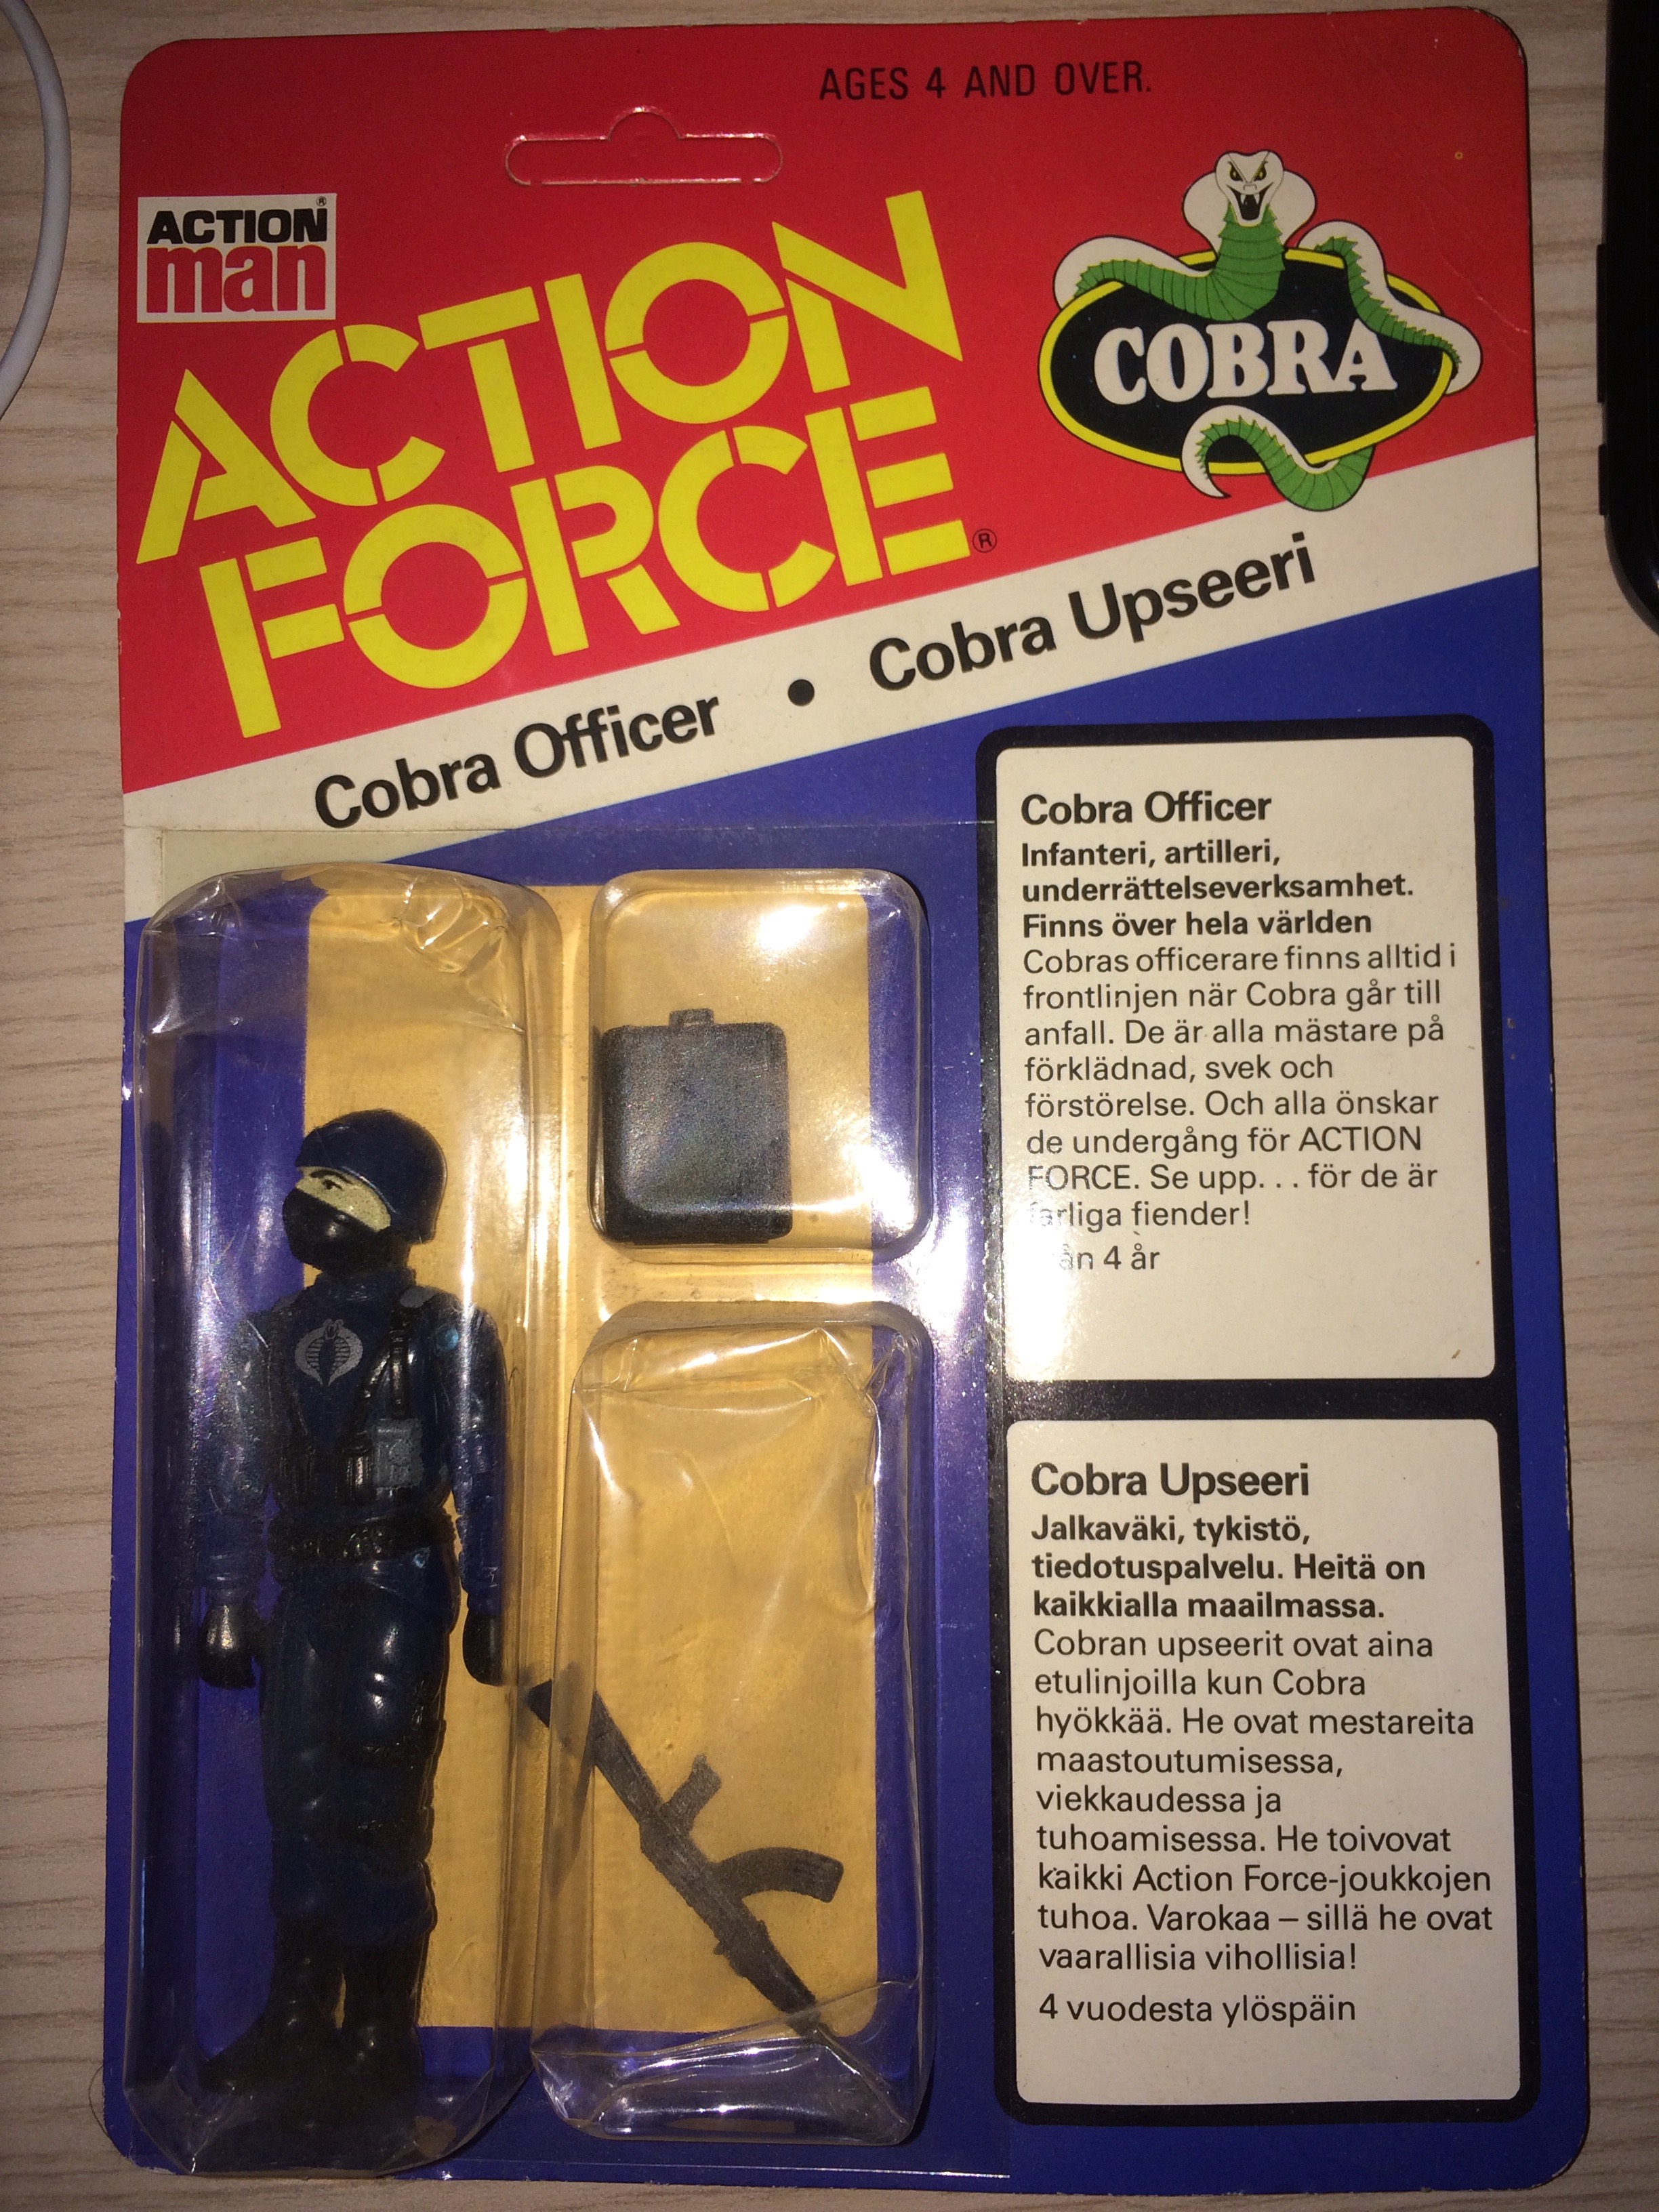 AGES 4 AND OVER.
ACTION®
man
ACTION
FORCE®
COBRA
Cobra Officer • Cobra Upseeri
Cobra Officer
Infanteri, artilleri,
underrättelseverksamhet.
Finns över hela världen
Cobras officerare finns alltid i
frontlinjen när Cobra går till
anfall. De är alla mästare på
förklädnad, svek och
förstörelse. Och alla önskar
de undergång för ACTION
FORCE. Se upp. . . för de är
farliga fiender!
4 år
Cobra Upseeri
Jalkaväki, tykistö,
tiedotuspalvelu. Heitä on
kaikkialla maailmassa.
Cobran upseerit ovat aina
etulinjoilla kun Cobra
hyökkää. He ovat mestareita
maastoutumisessa,
viekkaudessa ja
tuhoamisessa. He toivovat
kaikki Action Force-joukkojen
tuhoa. Varokaa – sillä he ovat
vaarallisia vihollisia!
4 vuodesta ylöspäin